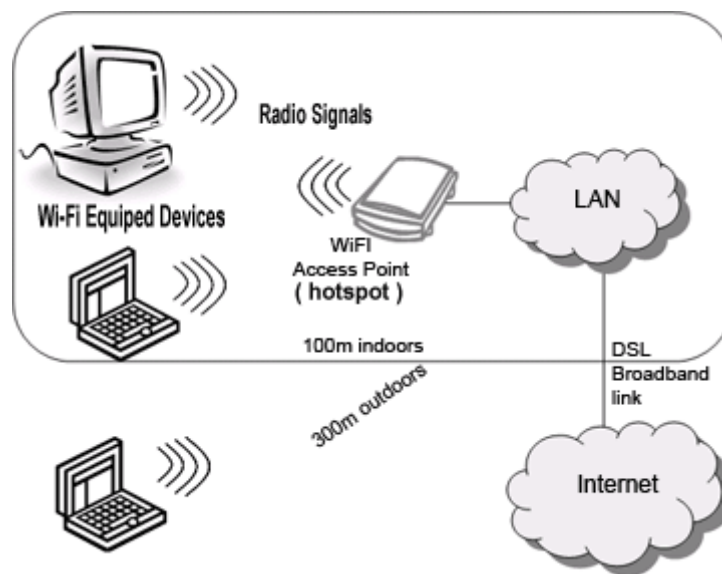 Radio Signals
Wi-Fi Equiped Devices
LAN
WiFI
Access Point
( hotspot )
100m indoors
300m outdoors
DSL
Broadband
link
Internet